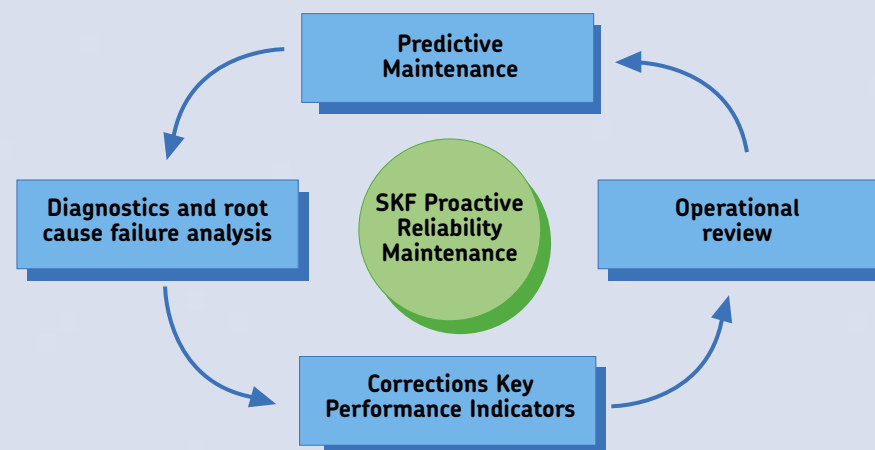 Predictive
Maintenance
Diagnostics and root
cause failure analysis
SKF Proactive
Reliability
Maintenance
Operational
review
Corrections Key
Performance Indicators